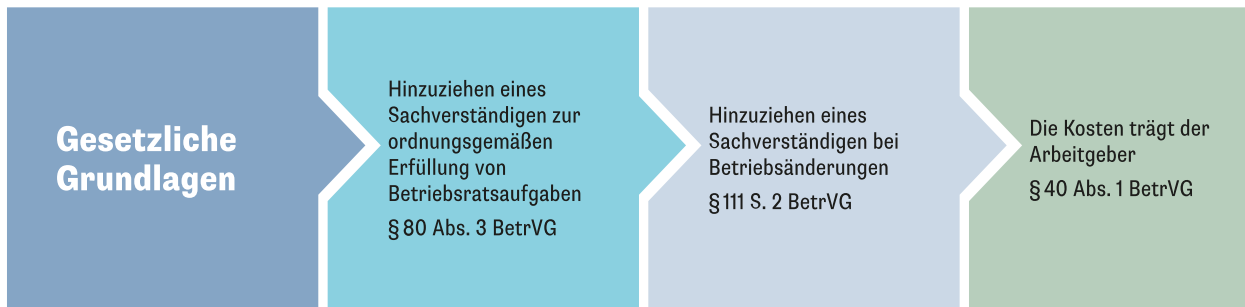 Gesetzliche
Grundlagen
Hinzuziehen eines
Sachverständigen zur
ordnungsgemäßen
Erfüllung von
Betriebsratsaufgaben
§ 80 Abs. 3 BetrVG
Hinzuziehen eines
Sachverständigen bei
Betriebsänderungen
§ 111 S. 2 BetrVG
Die Kosten trägt der
Arbeitgeber
§ 40 Abs. 1 BetrVG